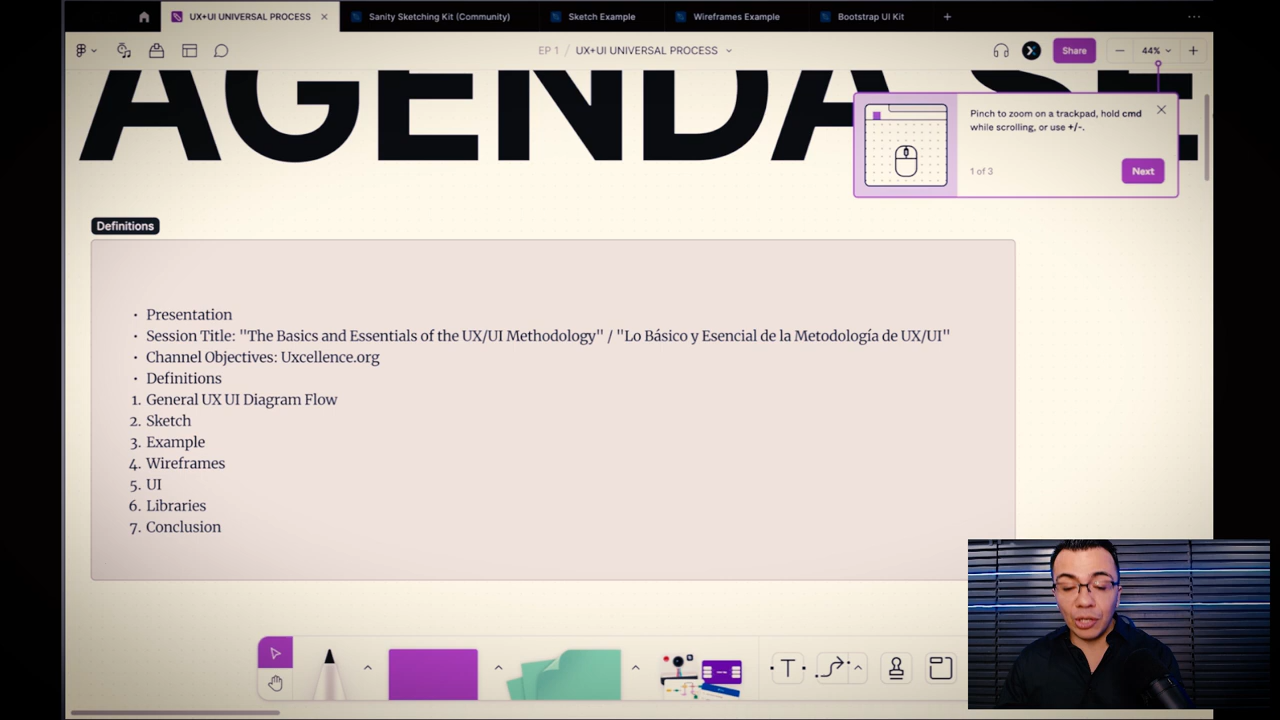 UX+UI UNIVERSAL PROCESS
Sanity Sketching Kit (Community)
Sketch Example
Wireframes Example
Bootstrap UI Kit
EP 1 / UX+UI UNIVERSAL PROCESS
Share
44%
AGENDA SE
Pinch to zoom on a trackpad, hold cmd
while scrolling, or use +/-.
1 of 3
Next
Definitions
• Presentation
• Session Title: "The Basics and Essentials of the UX/UI Methodology" / "Lo Básico y Esencial de la Metodología de UX/UI"
• Channel Objectives: Uxcellence.org
• Definitions
1. General UX UI Diagram Flow
2. Sketch
3. Example
4. Wireframes
5. UI
6. Libraries
7. Conclusion
T